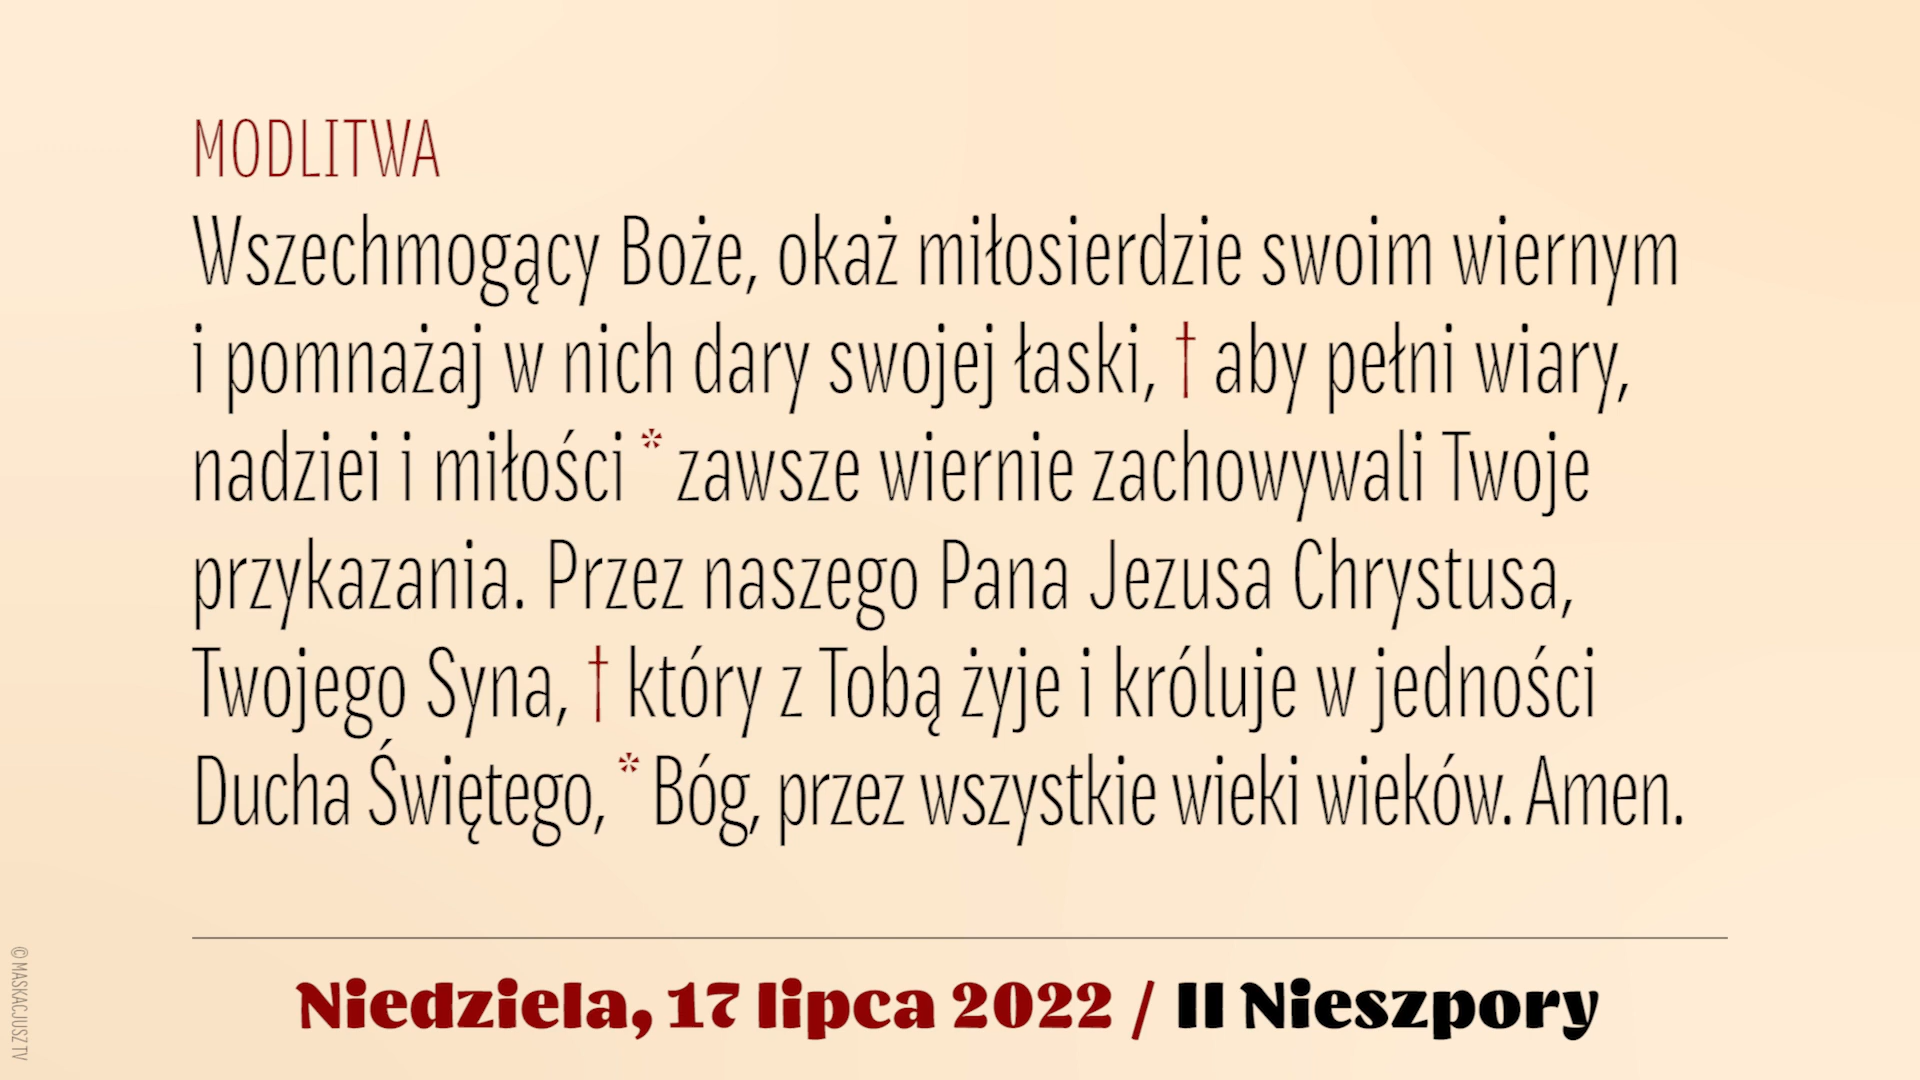 MODLITWA
Wszechmogący Boże, okaż miłosierdzie swoim wiernym
i pomnażaj w nich dary swojej łaski, † aby pełni wiary,
nadziei i miłości * zawsze wiernie zachowywali Twoje
przykazania. Przez naszego Pana Jezusa Chrystusa,
Twojego Syna, † który z Tobą żyje i króluje w jedności
Ducha Świętego, * Bóg, przez wszystkie wieki wieków. Amen.
Niedziela, 17 lipca 2022 / II Nieszpory
© MASKACJUSZ TV